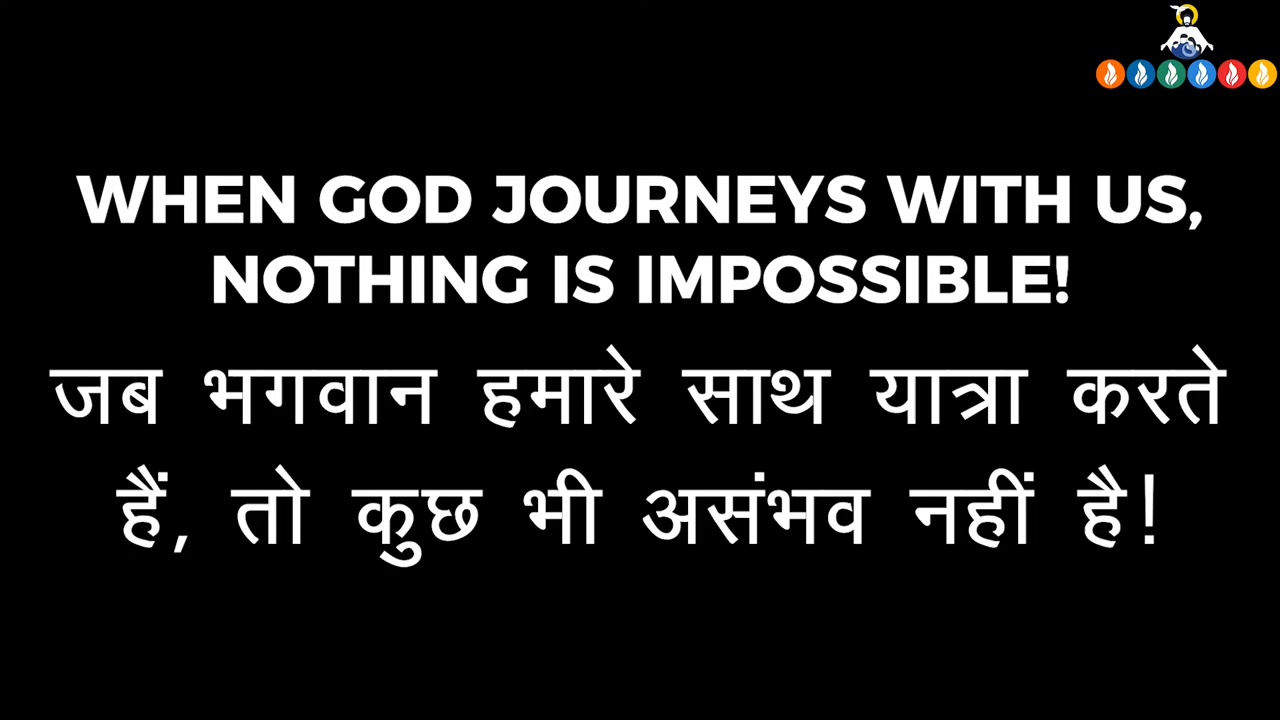 WHEN GOD JOURNEYS WITH US,
NOTHING IS IMPOSSIBLE!
जब भगवान हमारे साथ यात्रा करते
हैं, तो कुछ भी असंभव नहीं है!